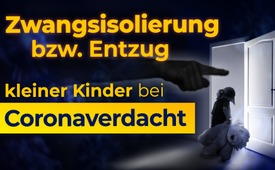 Zwangsisolierung
bzw. Entzug
kleiner Kinder bei
Coronaverdacht